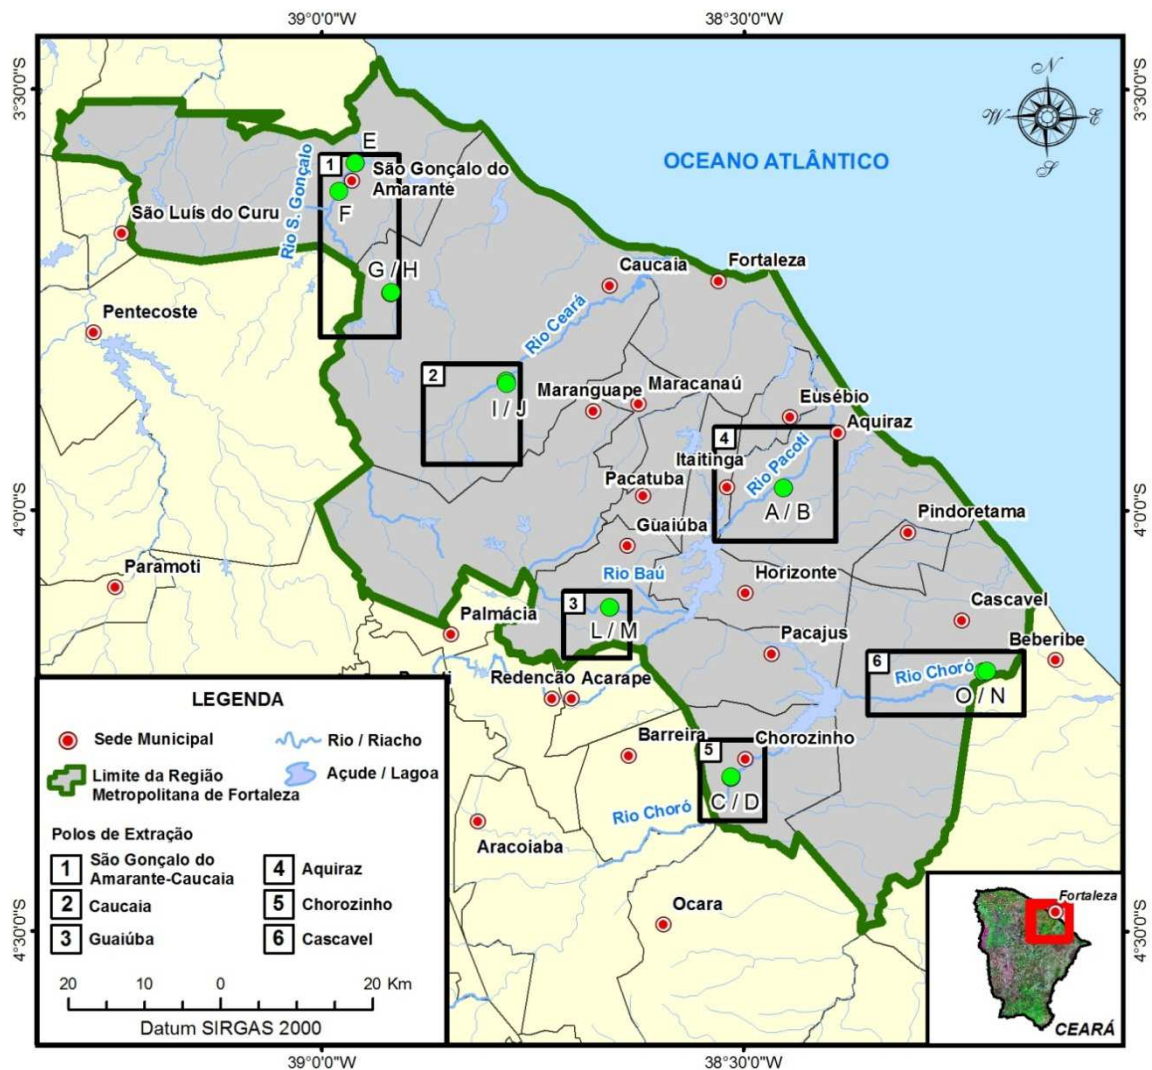 39°0'0"W
38°30'0"W
3°30'0"S
3°30'0"S
N
W
E
S
OCEANO ATLÂNTICO
E
1
São Gonçalo do
Amarante
F
Rio S. Gonçalo
São Luís do Curu
G / H
Caucaia
Fortaleza
Pentecoste
Rio Ceará
2
I / J
Maranguape
Maracanaú
Eusébio
Aquiraz
4
Itaitinga
Rio Pacoti
A / B
Pacatuba
4°0'0"S
4°0'0"S
Guaiúba
Pindoretama
Rio Baú
Horizonte
Paramoti
3
L / M
Palmácia
Cascavel
Pacajus
Beberibe
6
Rio Choró
O / N
Redenção
Acarape
Barreira
5
Chorozinho
C / D
Rio Choró
Aracoiaba
Ocara
4°30'0"S
4°30'0"S
LEGENDA
Sede Municipal
Rio / Riacho
Limite da Região
Metropolitana de Fortaleza
Açude / Lagoa
Polos de Extração
1 São Gonçalo do
Amarante-Caucaia
4 Aquiraz
2 Caucaia
5 Chorozinho
3 Guaiúba
6 Cascavel
20 10 0 20 Km
Datum SIRGAS 2000
Fortaleza
CEARÁ
39°0'0"W
38°30'0"W